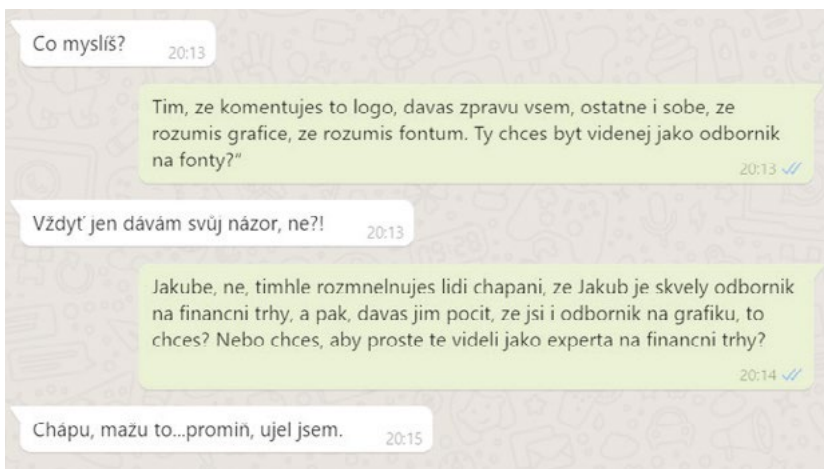 Co myslíš?
20:13
Tim, ze komentujes to logo, davas zpravu vsem, ostatne i sobe, ze
rozumis grafice, ze rozumis fontum. Ty chces byt videnej jako odbornik
na fonty?“
20:13
Vždyť jen dávám svůj názor, ne?!
20:13
Jakube, ne, timhle rozmnelnujes lidi chapani, ze Jakub je skvely odbornik
na financni trhy, a pak, davas jim pocit, ze jsi i odbornik na grafiku, to
chces? Nebo chces, aby proste te videli jako experta na financni trhy?
20:14
Chápu, mažu to...promiň, ujel jsem.
20:15